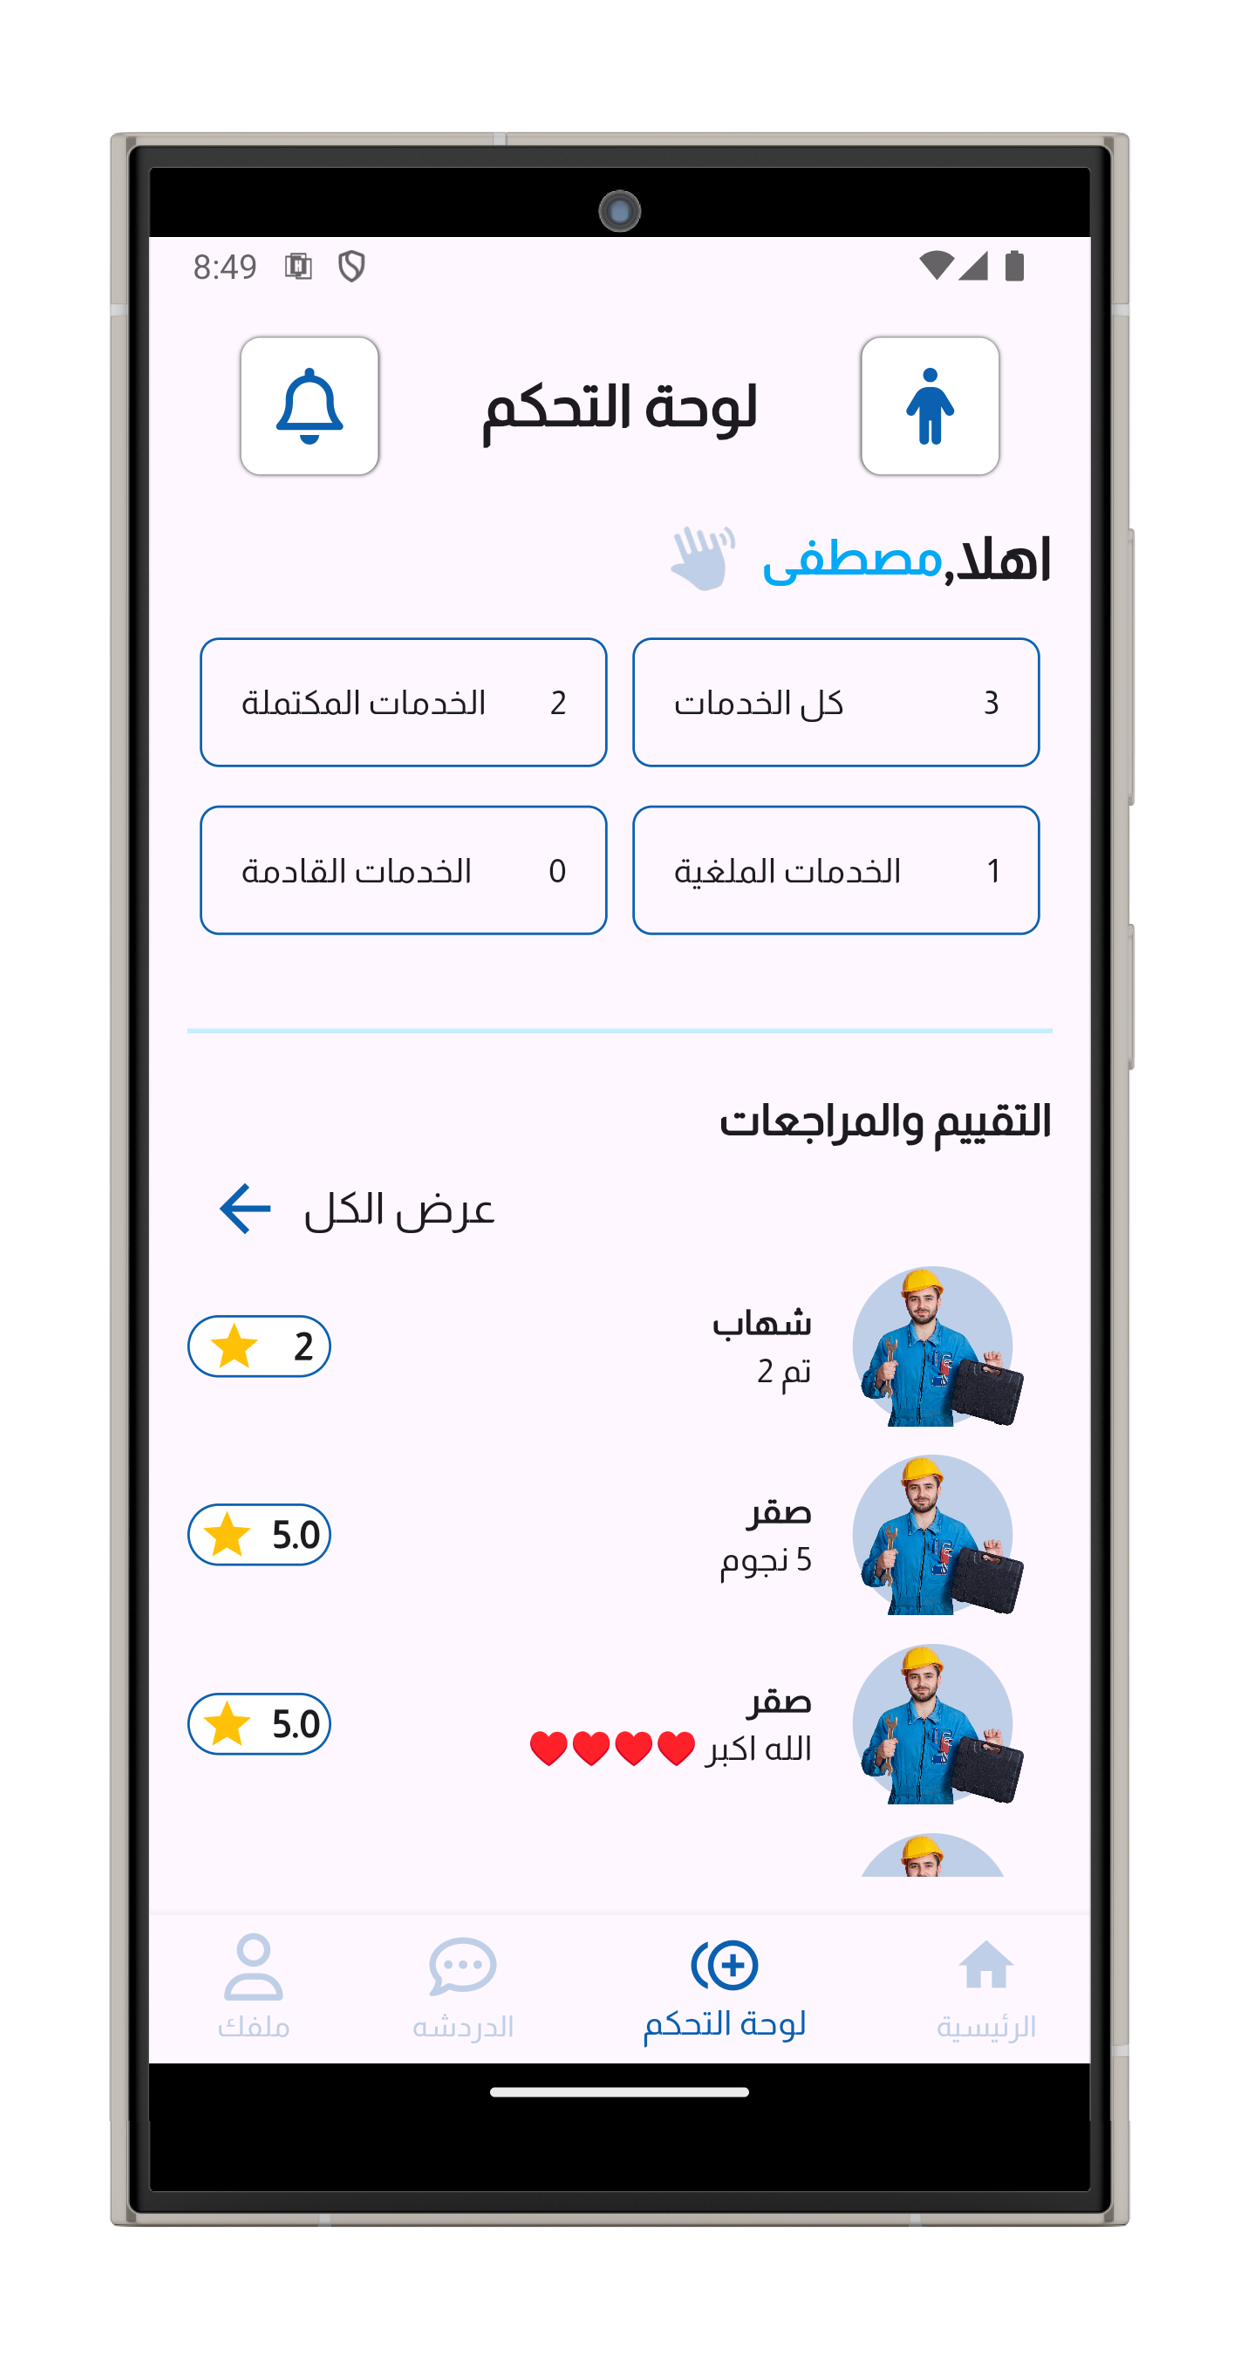 8:49
لوحة التحكم
اهلا,مصطفى
3 كل الخدمات
2 الخدمات المكتملة
1 الخدمات الملغية
0 الخدمات القادمة
التقييم والمراجعات
عرض الكل
شهاب
تم 2
2
صقر
5 نجوم
5.0
صقر
الله اكبر ❤️❤️❤️❤️
5.0
الرئيسية
لوحة التحكم
الدردشه
ملفك